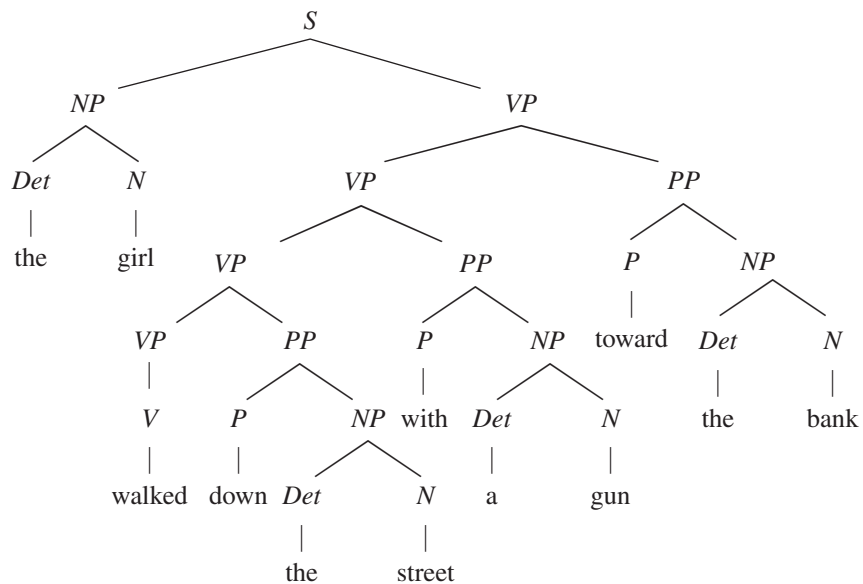 S
NP VP
Det N VP PP
the girl VP PP P NP
VP PP P NP toward Det N
V P NP with Det N the bank
walked down Det N a gun
the street